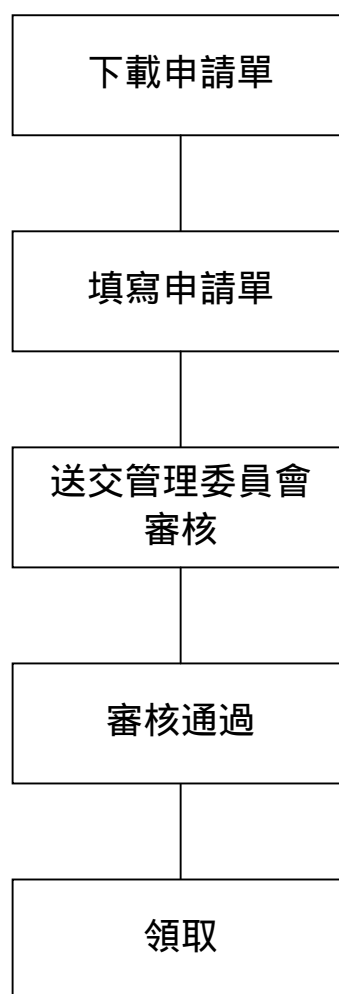 下載申請單
填寫申請單
送交管理委員會
審核
審核通過
領取